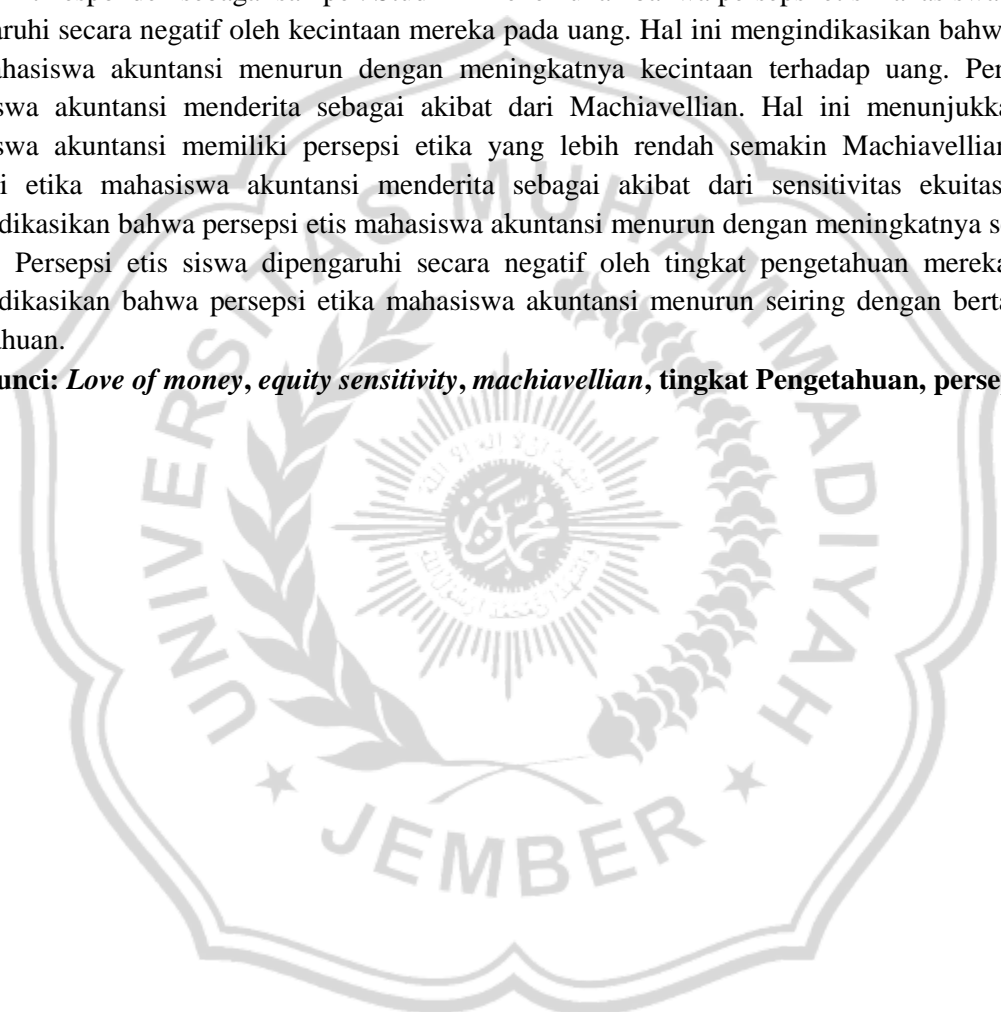 aruhi secara negatif oleh kecintaan mereka pada uang. Hal ini mengindikasikan bahw
ahasiswa akuntansi menurun dengan meningkatnya kecintaan terhadap uang. Per
swa akuntansi menderita sebagai akibat dari Machiavellian. Hal ini menunjukka
swa akuntansi memiliki persepsi etika yang lebih rendah semakin Machiavellian
i etika mahasiswa akuntansi menderita sebagai akibat dari sensitivitas ekuitas
dikasikan bahwa persepsi etis mahasiswa akuntansi menurun dengan meningkatnya s
Persepsi etis siswa dipengaruhi secara negatif oleh tingkat pengetahuan mereka
dikasikan bahwa persepsi etika mahasiswa akuntansi menurun seiring dengan berta
ahuan.
unci: Love of money, equity sensitivity, machiavellian, tingkat Pengetahuan, perse
UNIVERSITAS MUHAMMADIYAH
JEMBER